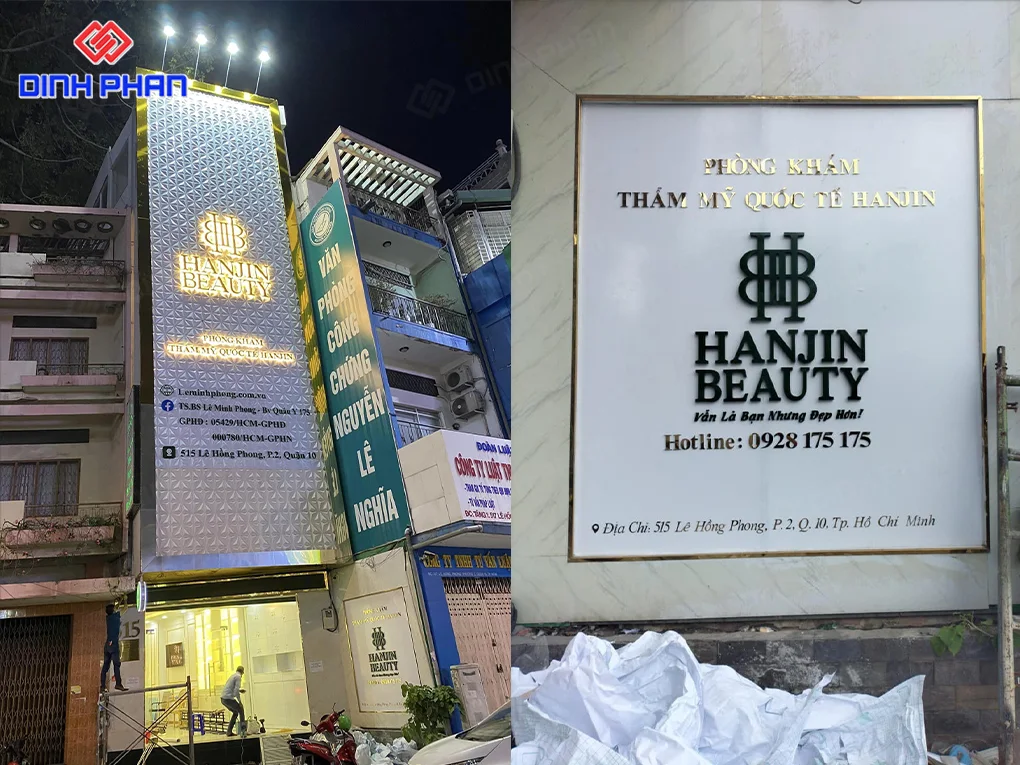 DINH PHAN
HANJIN
BEAUTY
PHÒNG KHÁM
THẨM MỸ QUỐC TẾ HANJIN
Leminhphong.com.vn
TS.BS Lê Minh Phong - Bv Quân Y 175
GPHĐ : 05429/HCM-GPHĐ
000780/HCM-GPHN
515 Lê Hồng Phong, P.2, Quận 10
VĂN
PHÒNG
CÔNG
CHỨNG
NGUYỄN
LÊ
NGHĨA
ĐOÀN LUẬT
CÔNG TY LUẬT
15
HANJIN
BEAUTY
PHÒNG KHÁM
THẨM MỸ QUỐC TẾ HANJIN
HANJIN
BEAUTY
Vẫn Là Bạn Nhưng Đẹp Hơn!
Hotline: 0928 175 175
Địa Chỉ: 515 Lê Hồng Phong, P. 2, Q. 10, Tp. Hồ Chí Minh